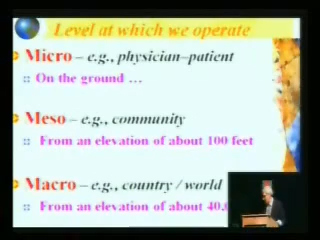 Level at which we operate
Micro – e.g., physician–patient
On the ground …
Meso – e.g., community
From an elevation of about 100 feet
Macro – e.g., country / world
From an elevation of about